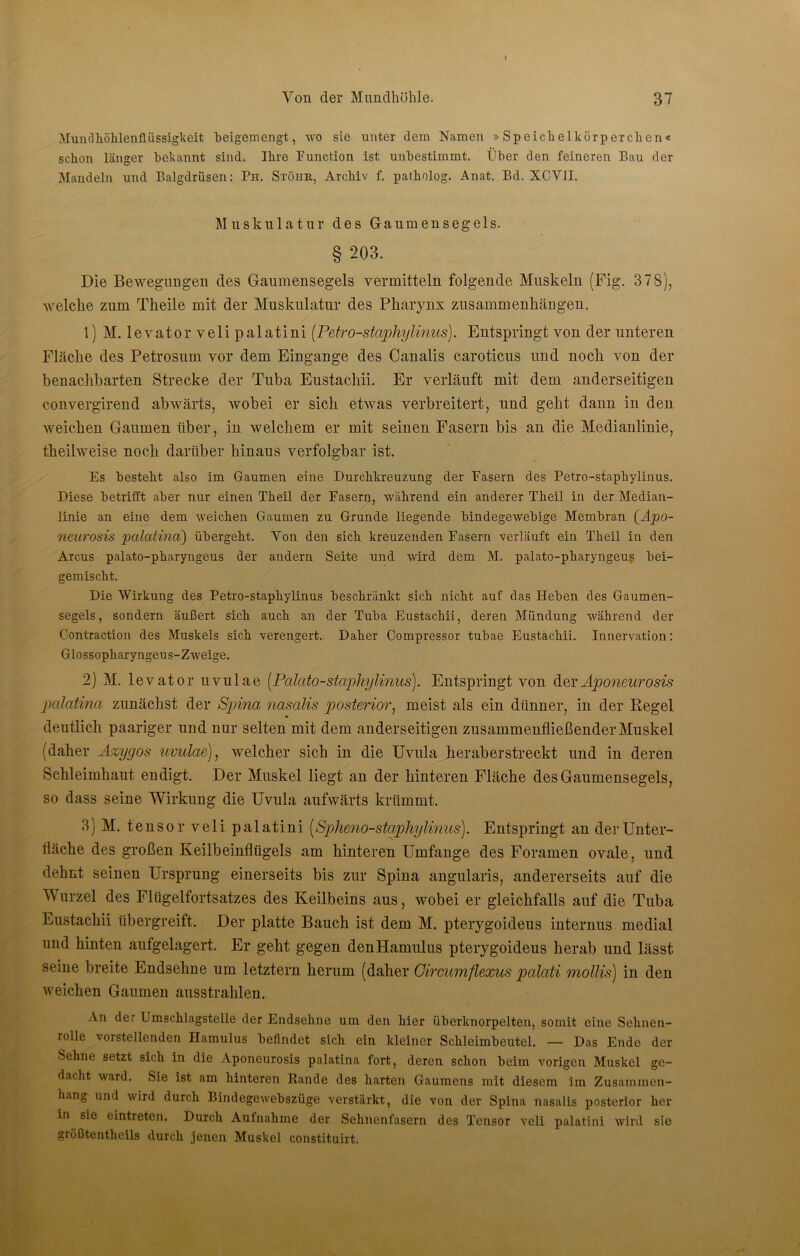 Von der Mundhöhle. 37
Mundhöhlenflüssigkeit beigemengt, wo sie unter dem Namen »Speichelkörperchen«
schon länger bekannt sind. Ihre Function ist unbestimmt. Über den feineren Bau der
Mandeln und Balgdrüsen: Ph. Stöhr, Archiv f. patholog. Anat. Bd. XCVII.
Muskulatur des Gaumensegels.
§ 203.
Die Bewegungen des Gaumensegels vermitteln folgende Muskeln (Fig. 378),
welche zum Theile mit der Muskulatur des Pharynx zusammenhängen.
1) M. levator veli palatini (Petro-staphylinus). Entspringt von der unteren
Fläche des Petrosum vor dem Eingange des Canalis caroticus und noch von der
benachbarten Strecke der Tuba Eustachii. Er verläuft mit dem anderseitigen
convergirend abwärts, wobei er sich etwas verbreitert, und geht dann in den
weichen Gaumen über, in welchem er mit seinen Fasern bis an die Medianlinie,
theilweise noch darüber hinaus verfolgbar ist.
Es besteht also im Gaumen eine Durchkreuzung der Fasern des Petro-staphylinus.
Diese betrifft aber nur einen Theil der Fasern, während ein anderer Theil in der Median-
linie an eine dem weichen Gaumen zu Grunde liegende bindegewebige Membran (Apo-
neurosis palatina) übergeht. Von den sich kreuzenden Fasern verläuft ein Theil in den
Arcus palato-pharyngeus der andern Seite und wird dem M. palato-pharyngeus bei-
gemischt.
Die Wirkung des Petro-staphylinus beschränkt sich nicht auf das Heben des Gaumen-
segels, sondern äußert sich auch an der Tuba Eustachii, deren Mündung während der
Contraction des Muskels sich verengert. Daher Compressor tubae Eustachii. Innervation:
Glossopharyngeus-Zweige.
2) M. levator uvulae (Palato-staphylinus). Entspringt von der Aponeurosis
palatina zunächst der Spina nasalis posterior, meist als ein dünner, in der Regel
deutlich paariger und nur selten mit dem anderseitigen zusammenfließender Muskel
(daher Azygos uvulae), welcher sich in die Uvula heraberstreckt und in deren
Schleimhaut endigt. Der Muskel liegt an der hinteren Fläche des Gaumensegels,
so dass seine Wirkung die Uvula aufwärts krümmt.
3) M. tensor veli palatini (Spheno-staphylinus). Entspringt an der Unter-
fläche des großen Keilbeinflügels am hinteren Umfange des Foramen ovale, und
dehnt seinen Ursprung einerseits bis zur Spina angularis, andererseits auf die
Wurzel des Flügelfortsatzes des Keilbeins aus, wobei er gleichfalls auf die Tuba
Eustachii übergreift. Der platte Bauch ist dem M. pterygoideus internus medial
und hinten aufgelagert. Er geht gegen den Hamulus pterygoideus herab und lässt
seine breite Endsehne um letztern herum (daher Circumflexus palati mollis) in den
weichen Gaumen ausstrahlen.
An der Umschlagstelle der Endsehne um den hier überknorpelten, somit eine Sehnen-
rolle vorstellenden Hamulus befindet sich ein kleiner Schleimbeutel. — Das Ende der
Sehne setzt sich in die Aponeurosis palatina fort, deren schon beim vorigen Muskel ge-
dacht ward. Sie ist am hinteren Rande des harten Gaumens mit diesem im Zusammen-
hang und wird durch Bindegewebszüge verstärkt, die von der Spina nasalis posterior her
in sie eintreten. Durch Aufnahme der Sehnenfasern des Tensor veli palatini wird sie
größtentheils durch jenen Muskel constituirt.